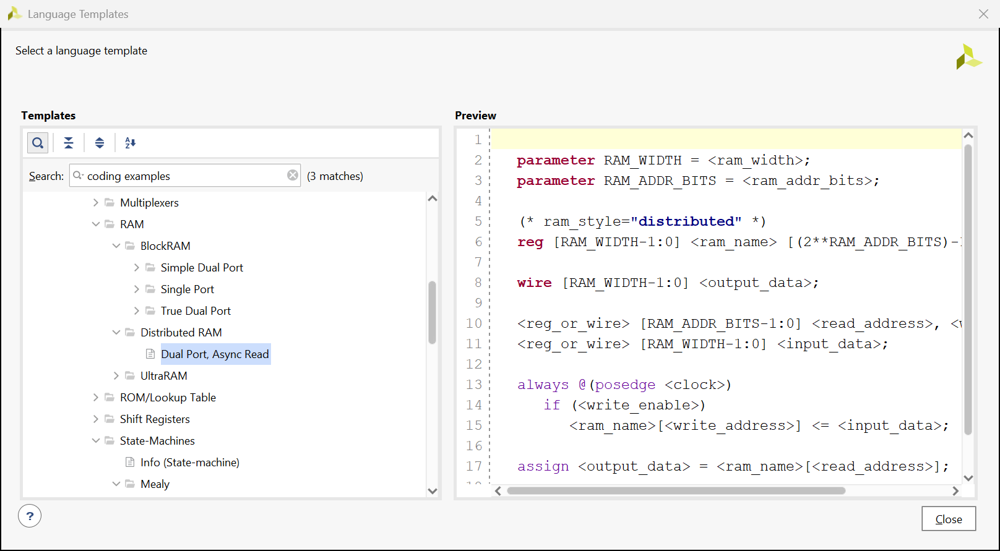 Language Templates
Select a language template
Templates
Search: coding examples (3 matches)
Multiplexers
RAM
BlockRAM
Simple Dual Port
Single Port
True Dual Port
Distributed RAM
Dual Port, Async Read
UltraRAM
ROM/Lookup Table
Shift Registers
State-Machines
Info (State-machine)
Mealy
Preview
1
2 parameter RAM_WIDTH = <ram_width>;
3 parameter RAM_ADDR_BITS = <ram_addr_bits>;
4
5 (* ram_style="distributed" *)
6 reg [RAM_WIDTH-1:0] <ram_name> [(2**RAM_ADDR_BITS)-
7
8 wire [RAM_WIDTH-1:0] <output_data>;
9
10 <reg_or_wire> [RAM_ADDR_BITS-1:0] <read_address>, <
11 <reg_or_wire> [RAM_WIDTH-1:0] <input_data>;
12
13 always @(posedge <clock>)
14 if (<write_enable>)
15 <ram_name>[<write_address>] <= <input_data>;
16
17 assign <output_data> = <ram_name>[<read_address>];
?
Close